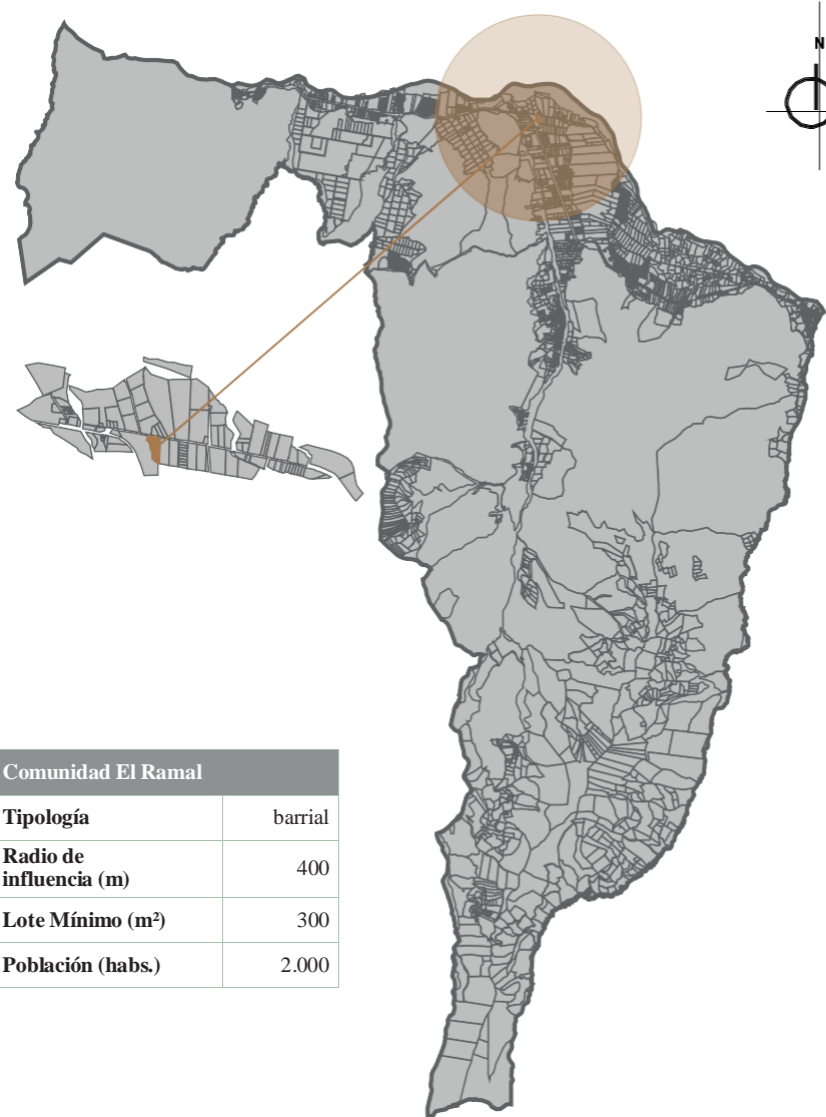 N
Comunidad El Ramal
Tipología barrial
Radio de
influencia (m) 400
Lote Mínimo (m²) 300
Población (habs.) 2.000